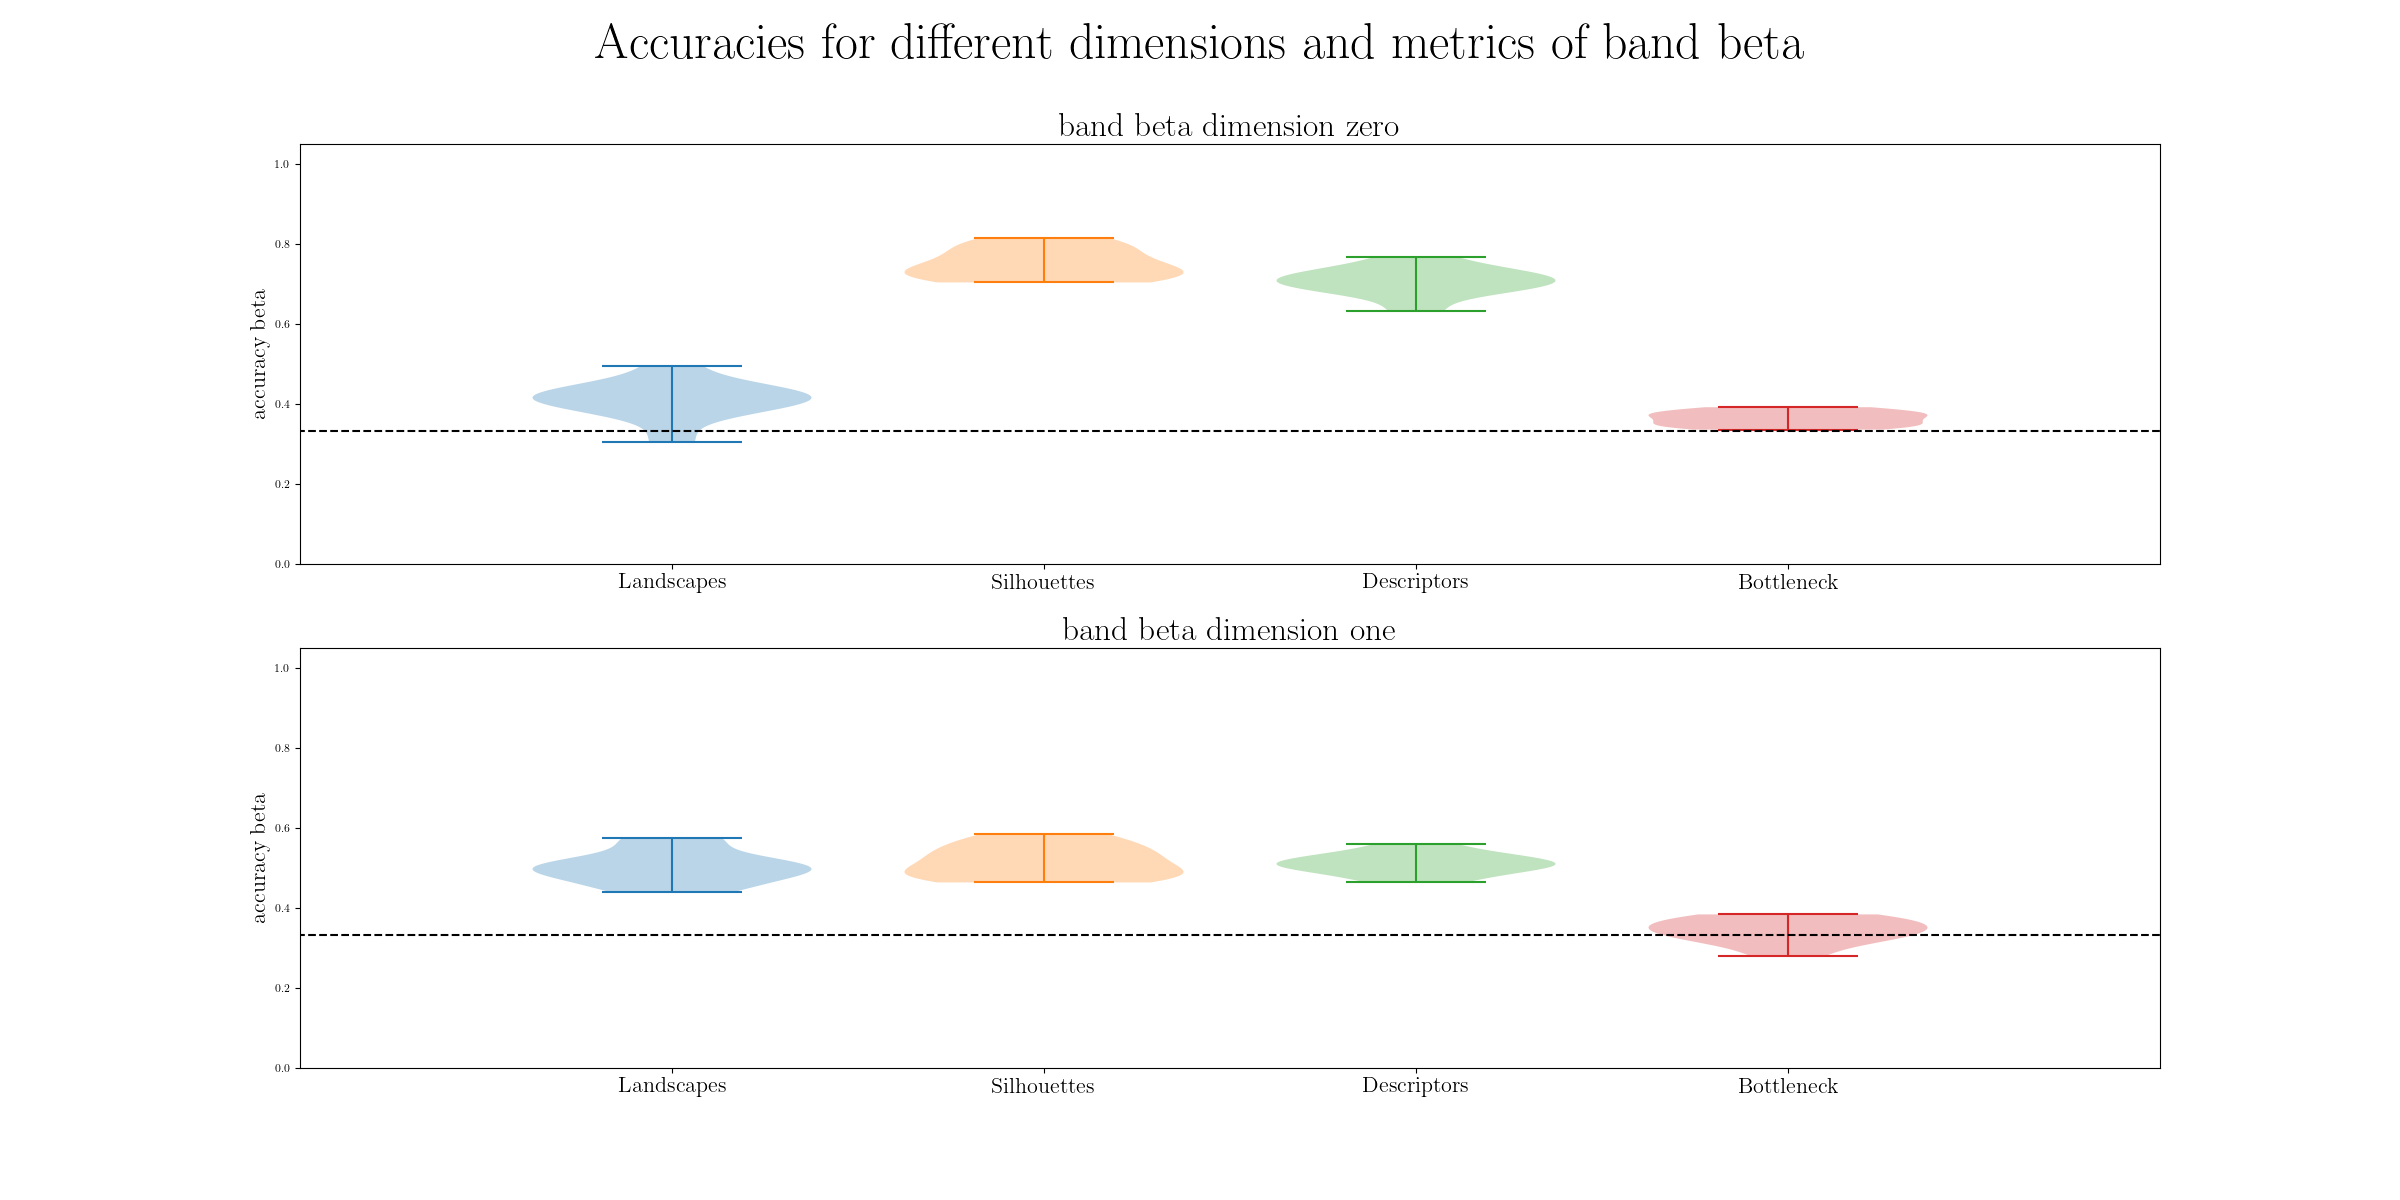 Accuracies for different dimensions and metrics of band beta
band beta dimension zero
accuracy beta
1.0
0.8
0.6
0.4
0.2
0.0
Landscapes Silhouettes Descriptors Bottleneck
band beta dimension one
accuracy beta
1.0
0.8
0.6
0.4
0.2
0.0
Landscapes Silhouettes Descriptors Bottleneck